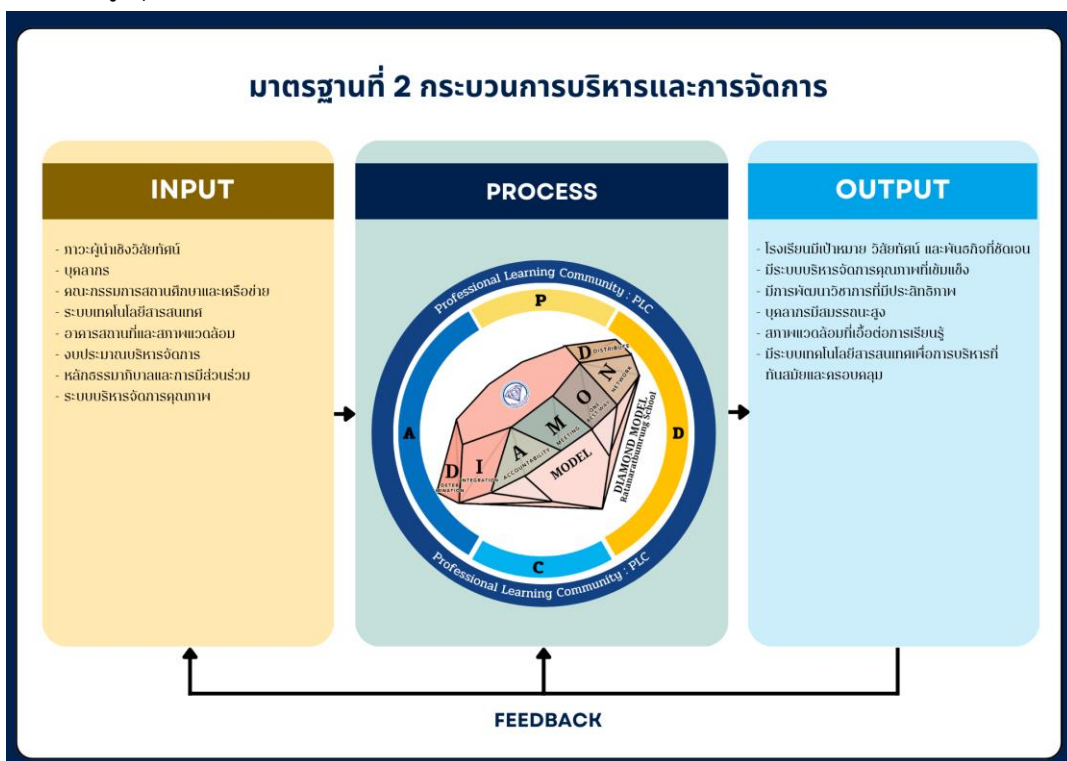 มาตรฐานที่ 2 กระบวนการบริหารและการจัดการ
INPUT
- ภาวะผู้นำเชิงวิสัยทัศน์
- บุคลากร
- คณะกรรมการสถานศึกษาและเครือข่าย
- ระบบเทคโนโลยีสารสนเทศ
- อาคารสถานที่และสภาพแวดล้อม
- งบประมาณบริหารจัดการ
- หลักธรรมาภิบาลและการมีส่วนร่วม
- ระบบบริหารจัดการคุณภาพ
PROCESS
Professional Learning Community : PLC
P
D
C
A
D DETERMINATION
I INTEGRATION
A ACCOUNTABILITY
M MEETING
O ONE BEST WAY
N NETWORK
D DISTRIBUTE
MODEL
DIAMOND MODEL
Ratanarathumrung School
Professional Learning Community : PLC
OUTPUT
- โรงเรียนมีเป้าหมาย วิสัยทัศน์ และพันธกิจที่ชัดเจน
- มีระบบบริหารจัดการคุณภาพที่เข้มแข็ง
- มีการพัฒนาวิชาการที่มีประสิทธิภาพ
- บุคลากรมีสมรรถนะสูง
- สภาพแวดล้อมที่เอื้อต่อการเรียนรู้
- มีระบบเทคโนโลยีสารสนเทศเพื่อการบริหารที่
ทันสมัยและครอบคลุม
FEEDBACK